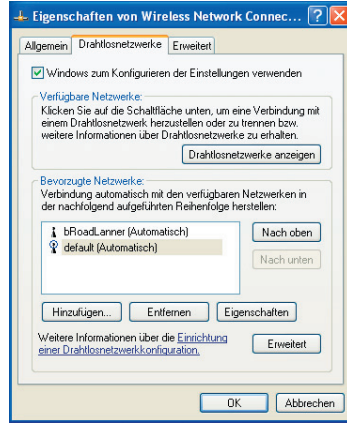 Eigenschaften von Wireless Network Connec...
Allgemein Drahtlosnetzwerke Erweitert
Windows zum Konfigurieren der Einstellungen verwenden
Verfügbare Netzwerke:
Klicken Sie auf die Schaltfläche unten, um eine Verbindung mit
einem Drahtlosnetzwerk herzustellen oder zu trennen bzw.
weitere Informationen über Drahtlosnetzwerke zu erhalten.
Drahtlosnetzwerke anzeigen
Bevorzugte Netzwerke:
Verbindung automatisch mit den verfügbaren Netzwerken in
der nachfolgend aufgeführten Reihenfolge herstellen:
bRoadLanner (Automatisch)
Nach oben
default (Automatisch)
Nach unten
Hinzufügen... Entfernen Eigenschaften
Weitere Informationen über die Einrichtung
einer Drahtlosnetzwerkkonfiguration.
Erweitert
OK Abbrechen